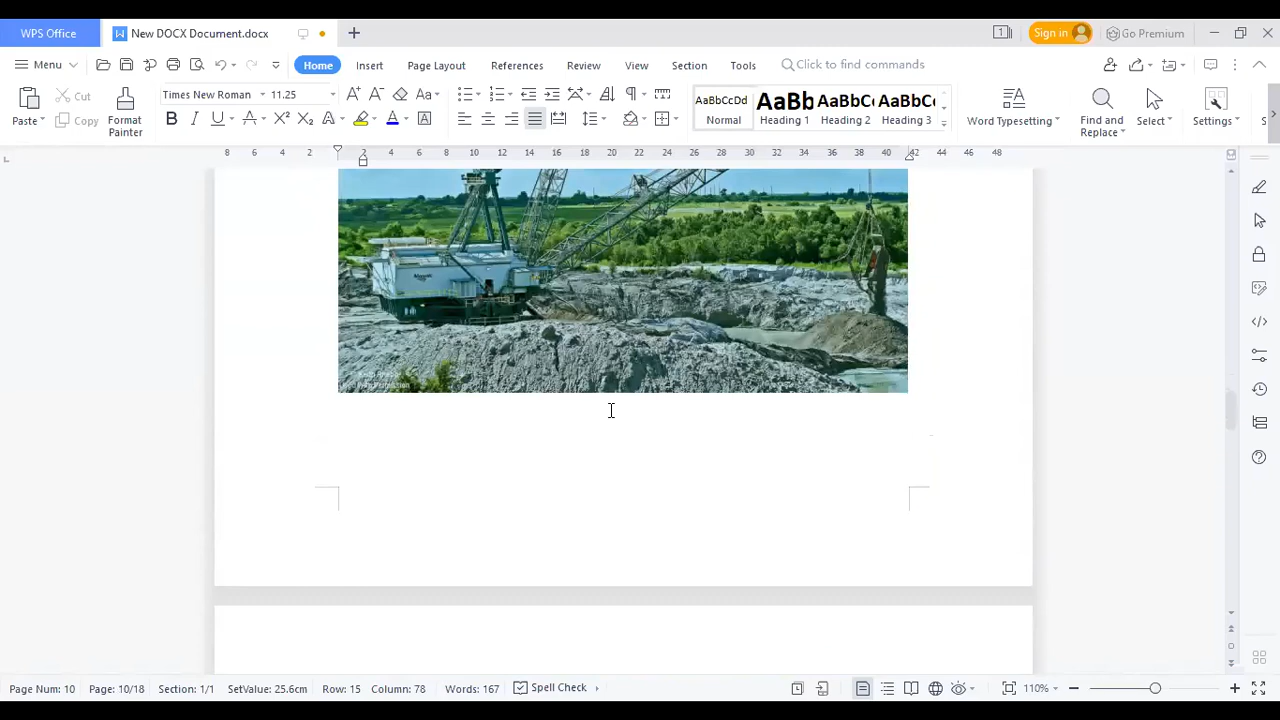 WPS Office
New DOCX Document.docx
Sign in
Go Premium
Menu
Home
Insert
Page Layout
References
Review
View
Section
Tools
Click to find commands
Paste
Cut
Copy
Format
Painter
Times New Roman
11.25
AaBbCcDd
Normal
AaBb
Heading 1
AaBbC
Heading 2
AaBbC
Heading 3
Word Typesetting
Find and
Replace
Select
Settings
8 6 4 2 2 4 6 8 10 12 14 16 18 20 22 24 26 28 30 32 34 36 38 40 42 44 46 48
Page Num: 10
Page: 10/18
Section: 1/1
SetValue: 25.6cm
Row: 15
Column: 78
Words: 167
Spell Check
110%